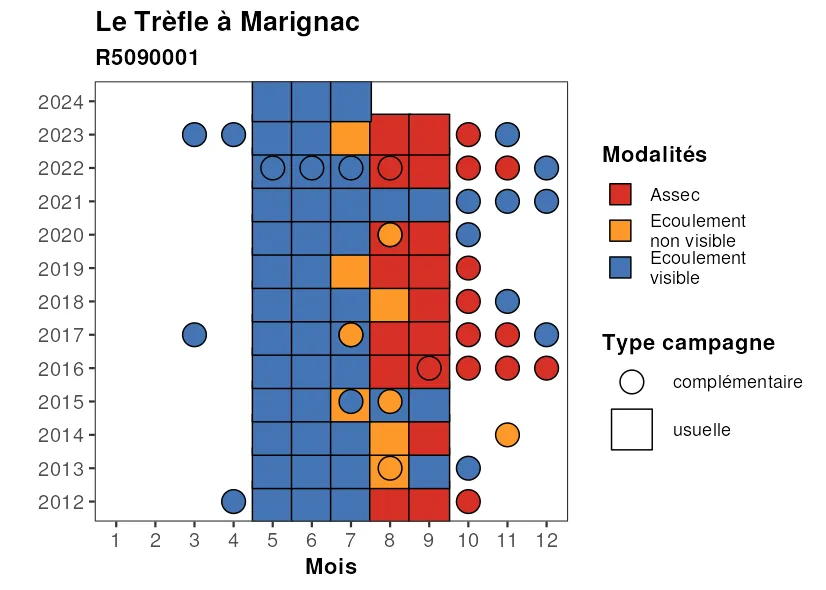 Le Trèfle à Marignac
R5090001
2024
2023
2022
2021
2020
2019
2018
2017
2016
2015
2014
2013
2012
1 2 3 4 5 6 7 8 9 10 11 12
Mois
Modalités
Assec
Ecoulement
non visible
Ecoulement
visible
Type campagne
complémentaire
usuelle